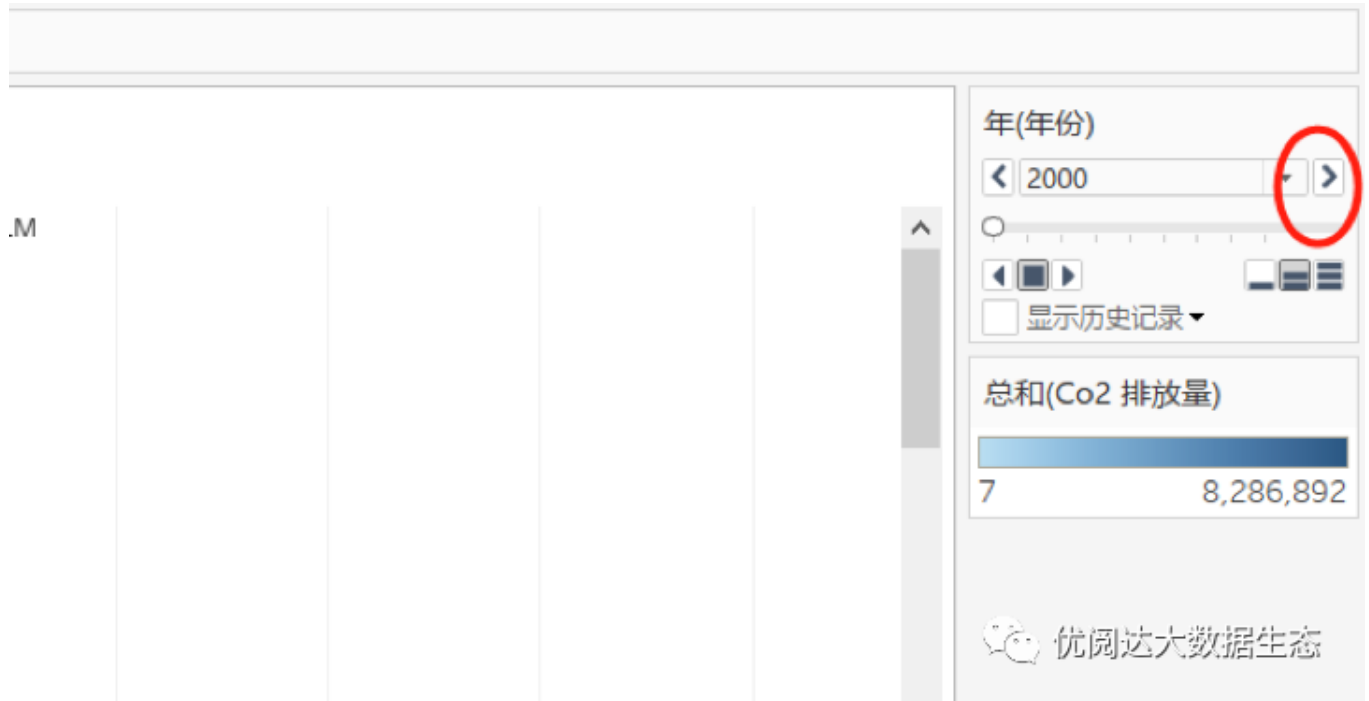 年(年份)
2000
.M
显示历史记录
总和(Co2 排放量)
7 8,286,892
优阅达大数据生态